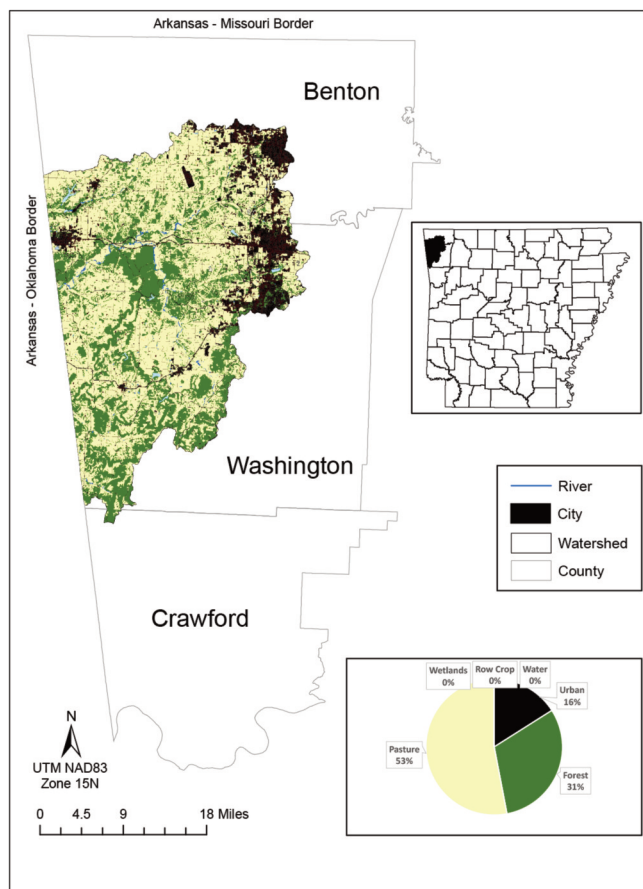 Arkansas - Missouri Border
Benton
Arkansas - Oklahoma Border
Washington
Crawford
River
City
Watershed
County
N
UTM NAD83
Zone 15N
0 4.5 9 18 Miles
Wetlands
0%
Row Crop
0%
Water
0%
Urban
16%
Pasture
53%
Forest
31%